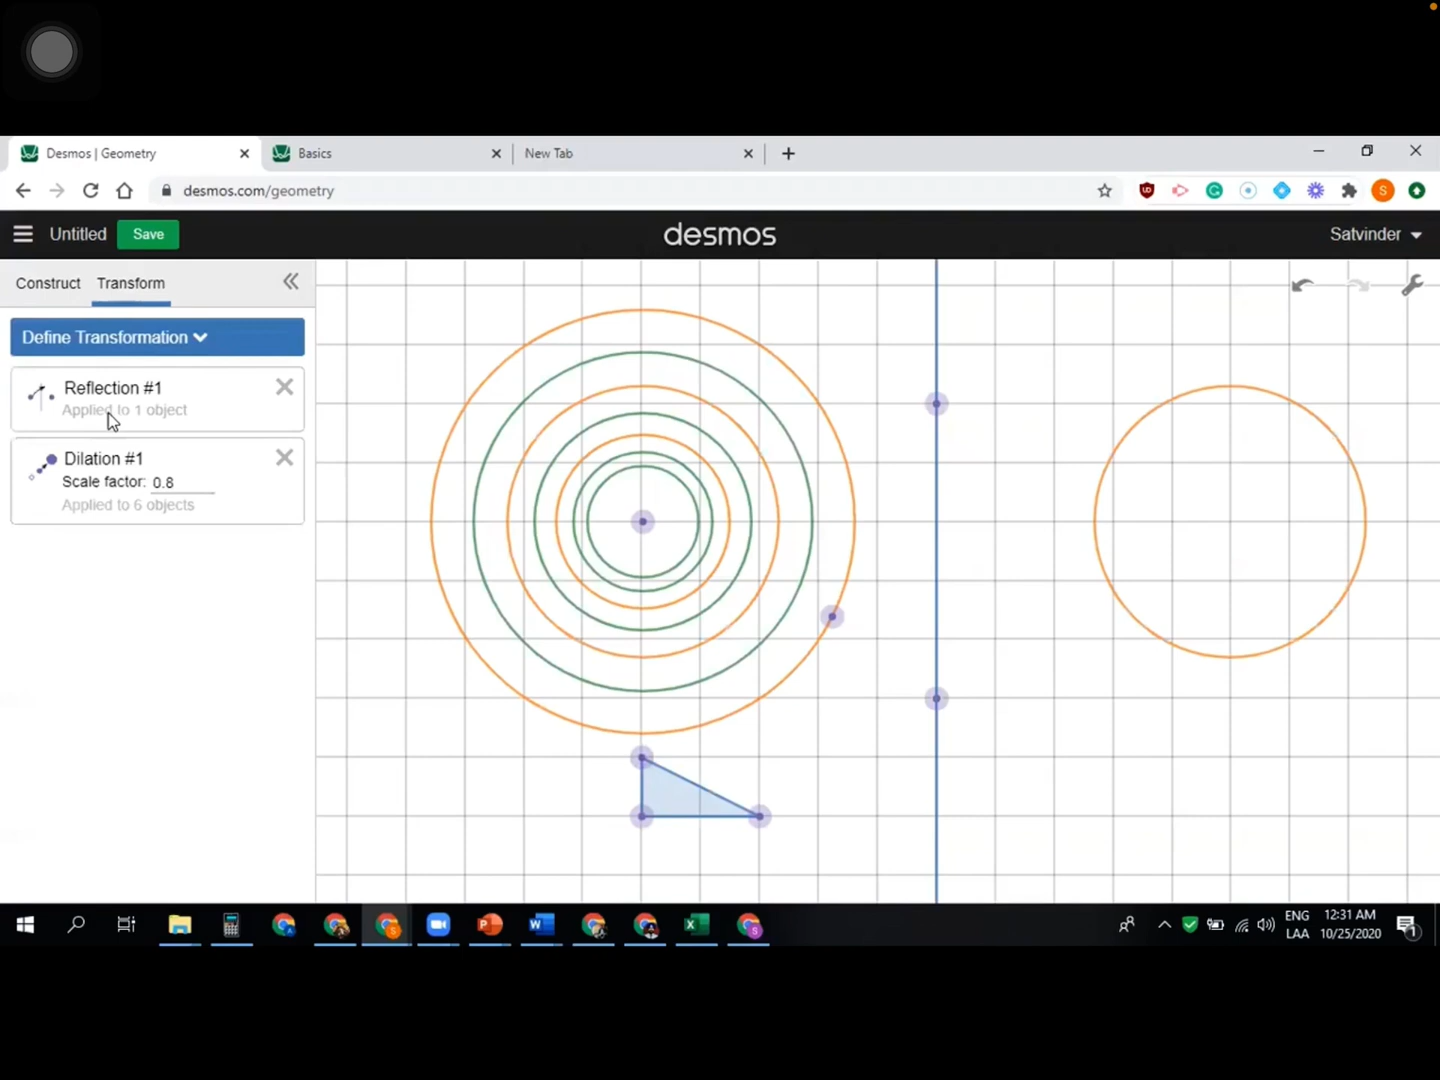 Desmos | Geometry
Basics
New Tab
desmos.com/geometry
Untitled
Save
desmos
Satvinder
Construct
Transform
Define Transformation
Reflection #1
Applied to 1 object
Dilation #1
Scale factor: 0.8
Applied to 6 objects
ENG
LAA
12:31 AM
10/25/2020
1